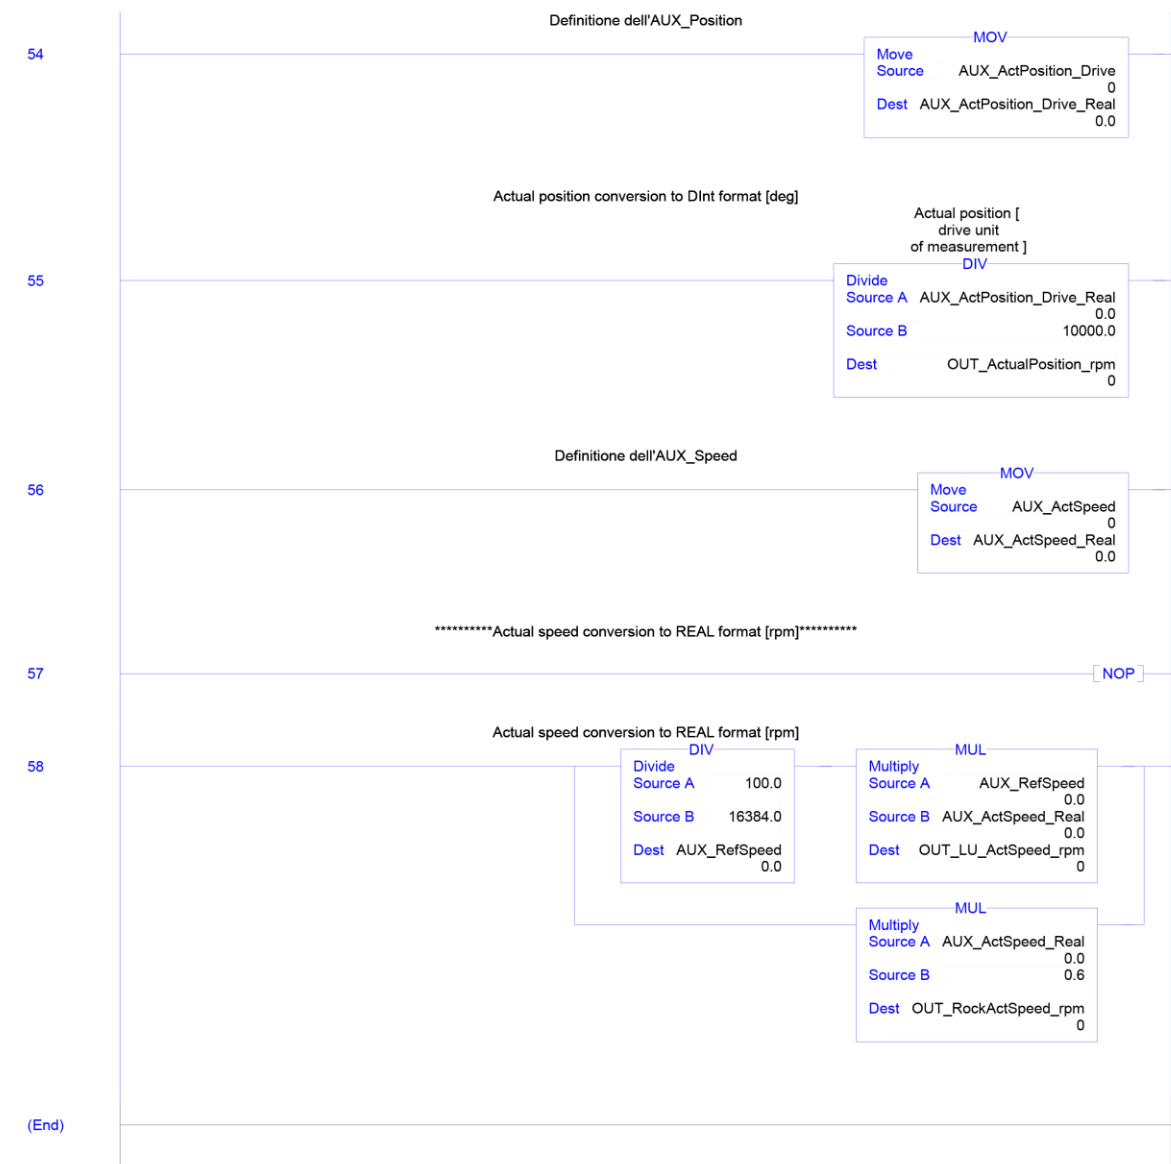 Definitione dell'AUX_Position
54
MOV
Move
Source AUX_ActPosition_Drive
0
Dest AUX_ActPosition_Drive_Real
0.0
Actual position conversion to DInt format [deg]
Actual position [
drive unit
of measurement ]
55
DIV
Divide
Source A AUX_ActPosition_Drive_Real
0.0
Source B 10000.0
Dest OUT_ActualPosition_rpm
0
Definitione dell'AUX_Speed
56
MOV
Move
Source AUX_ActSpeed
0
Dest AUX_ActSpeed_Real
0.0
**********Actual speed conversion to REAL format [rpm]**********
57
NOP
Actual speed conversion to REAL format [rpm]
58
DIV
Divide
Source A 100.0
Source B 16384.0
Dest AUX_RefSpeed
0.0
MUL
Multiply
Source A AUX_RefSpeed
0.0
Source B AUX_ActSpeed_Real
0.0
Dest OUT_LU_ActSpeed_rpm
0
MUL
Multiply
Source A AUX_ActSpeed_Real
0.0
Source B 0.6
Dest OUT_RockActSpeed_rpm
0
(End)